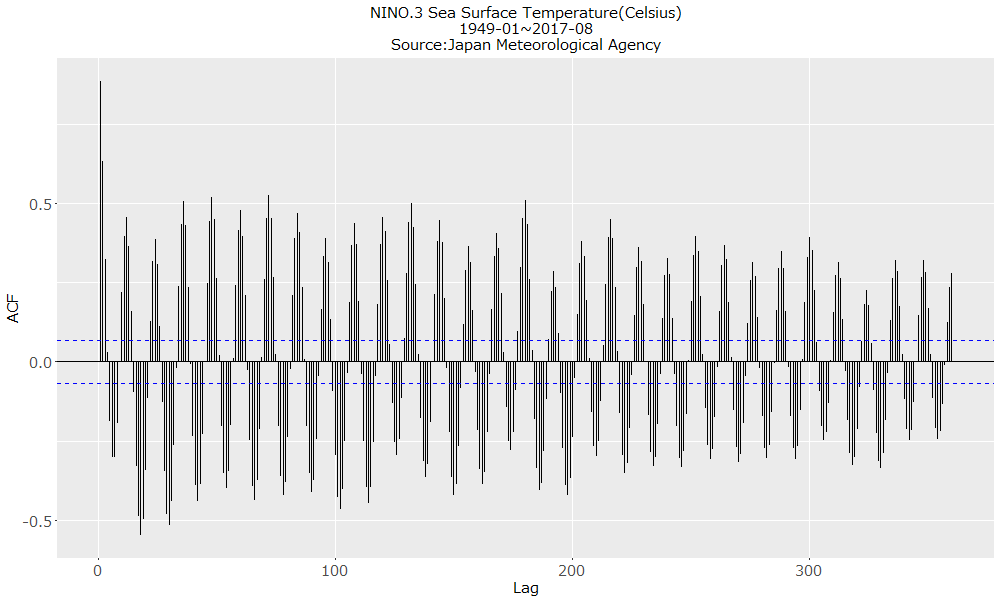 NINO.3 Sea Surface Temperature(Celsius)
1949-01~2017-08
Source:Japan Meteorological Agency
ACF
0.5
0.0
-0.5
0
100
200
300
Lag